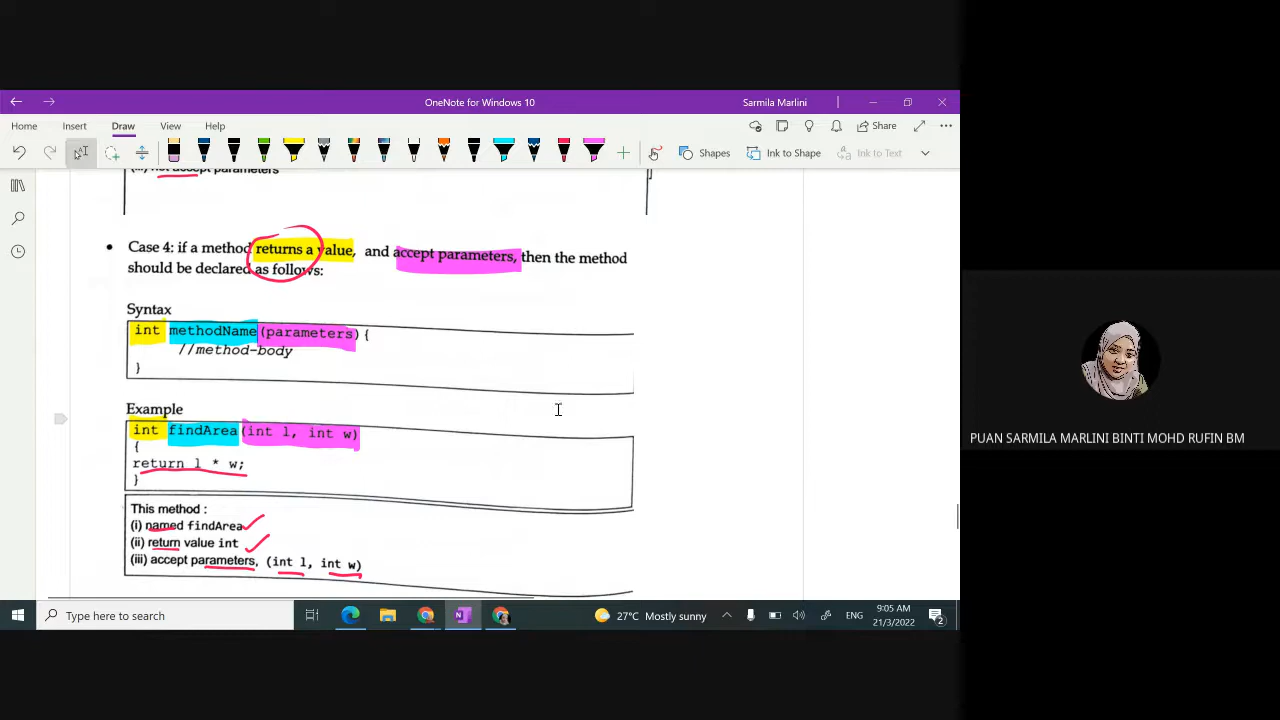 OneNote for Windows 10
Sarmila Marlini
Home Insert Draw View Help
Share
Shapes
Ink to Shape
Ink to Text
not accept parameters
• Case 4: if a method returns a value, and accept parameters, then the method
should be declared as follows:
Syntax
int methodName(parameters){
//method-body
}
Example
int findArea(int l, int w)
{
return l * w;
}
This method :
(i) named findArea
(ii) return value int
(iii) accept parameters, (int l, int w)
PUAN SARMILA MARLINI BINTI MOHD RUFIN BM
Type here to search
27°C Mostly sunny
ENG
9:05 AM
21/3/2022
2